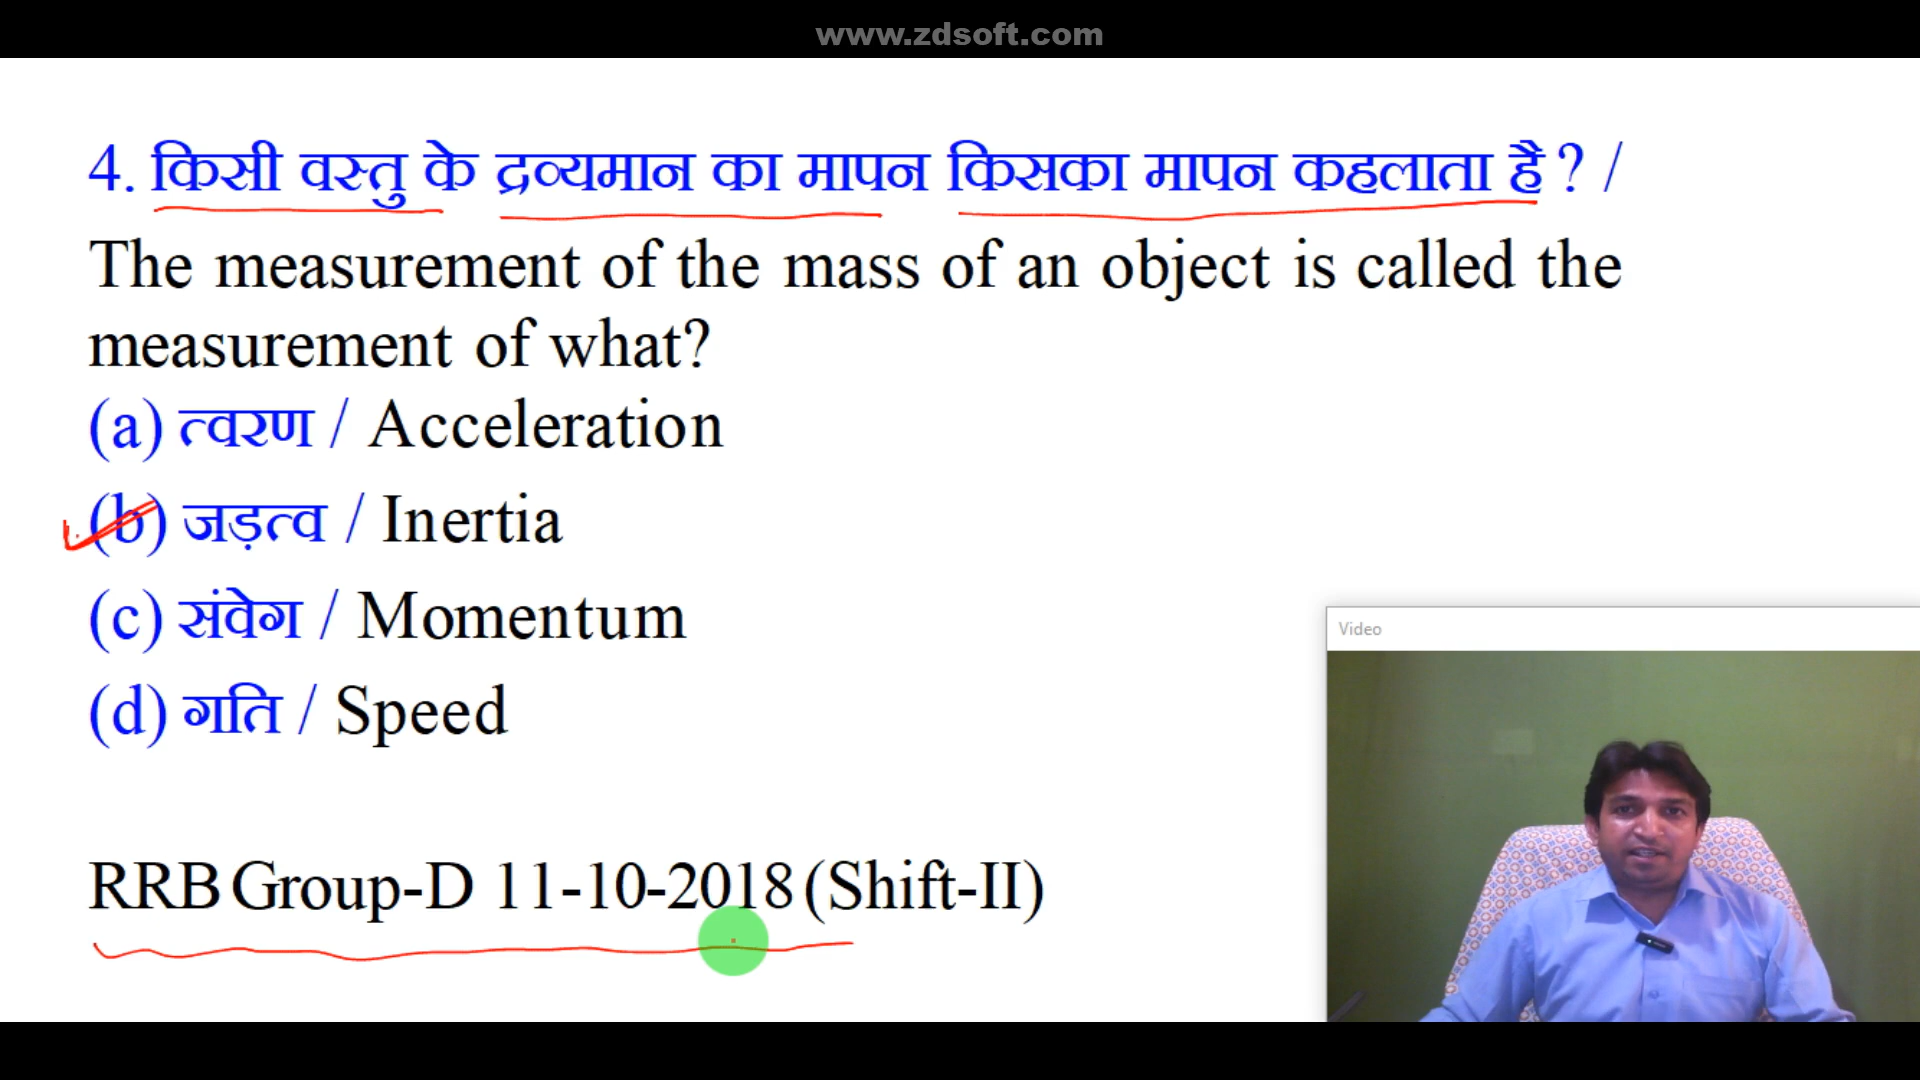 www.zdsoft.com
4. किसी वस्तु के द्रव्यमान का मापन किसका मापन कहलाता है? /
The measurement of the mass of an object is called the
measurement of what?
(a) त्वरण / Acceleration
(b) जड़त्व / Inertia
(c) संवेग / Momentum
(d) गति / Speed
Video
RRB Group-D 11-10-2018 (Shift-II)